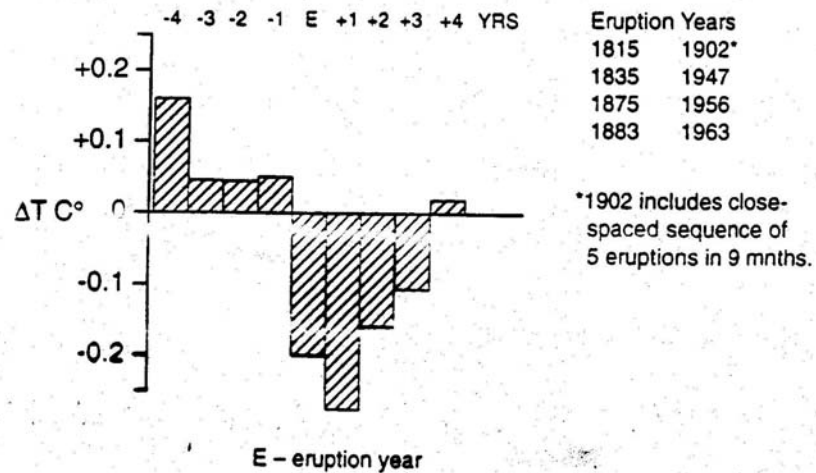 -4 -3 -2 -1 E +1 +2 +3 +4 YRS
+0.2
+0.1
ΔT C° 0
-0.1
-0.2
E – eruption year
Eruption Years
1815 1902*
1835 1947
1875 1956
1883 1963
*1902 includes close-
spaced sequence of
5 eruptions in 9 mnths.